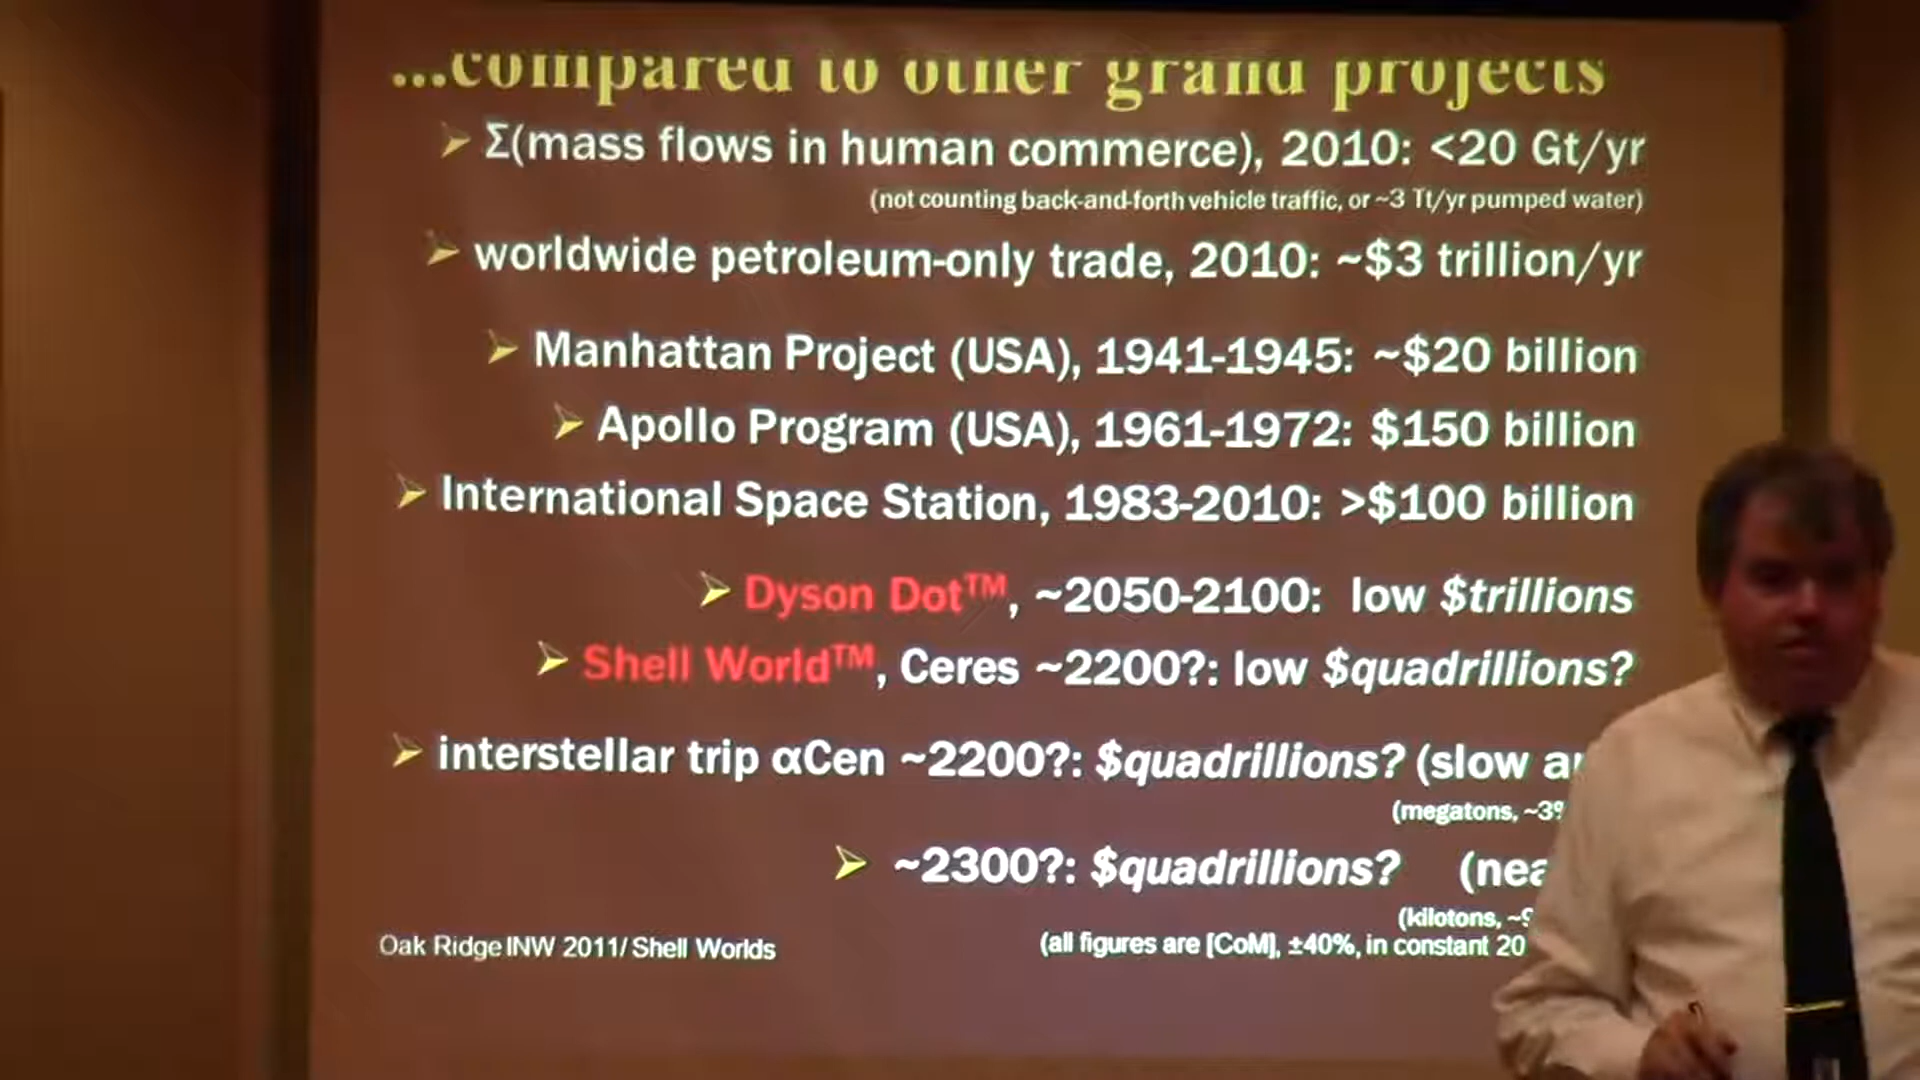 ...compared to other grand projects
Σ(mass flows in human commerce), 2010: <20 Gt/yr
(not counting back-and-forth vehicle traffic, or ~3 Tt/yr pumped water)
worldwide petroleum-only trade, 2010: ~$3 trillion/yr
Manhattan Project (USA), 1941-1945: ~$20 billion
Apollo Program (USA), 1961-1972: $150 billion
International Space Station, 1983-2010: >$100 billion
Dyson Dot™, ~2050-2100: low $trillions
Shell World™, Ceres ~2200?: low $quadrillions?
interstellar trip αCen ~2200?: $quadrillions? (slow
(megatons,
~2300?: $quadrillions?
(kilotons,
(all figures are [CoM], ±40%, in constant 20
Oak Ridge INW 2011/ Shell Worlds